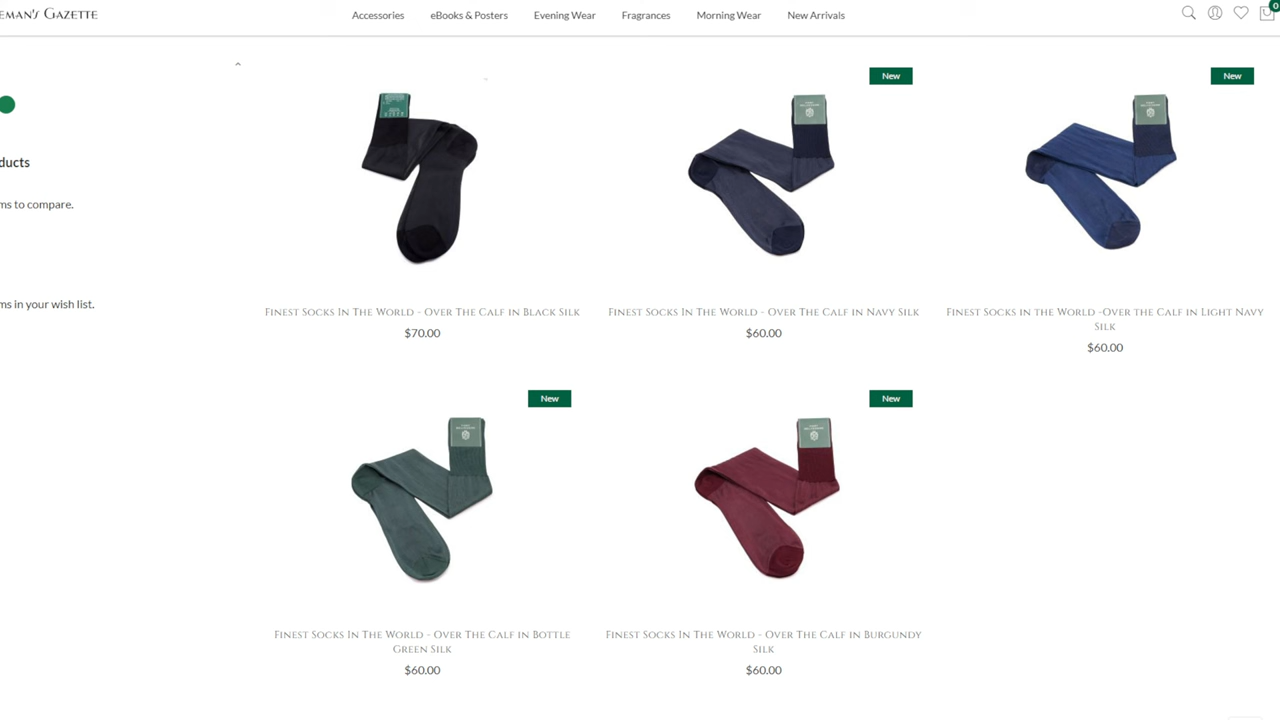 EMAN'S GAZETTE
Accessories
eBooks & Posters
Evening Wear
Fragrances
Morning Wear
New Arrivals
0
ducts
ms to compare.
ms in your wish list.
New
New
FINEST SOCKS IN THE WORLD - OVER THE CALF IN BLACK SILK
$70.00
FINEST SOCKS IN THE WORLD - OVER THE CALF IN NAVY SILK
$60.00
FINEST SOCKS IN THE WORLD -OVER THE CALF IN LIGHT NAVY
SILK
$60.00
New
New
FINEST SOCKS IN THE WORLD - OVER THE CALF IN BOTTLE
GREEN SILK
$60.00
FINEST SOCKS IN THE WORLD - OVER THE CALF IN BURGUNDY
SILK
$60.00